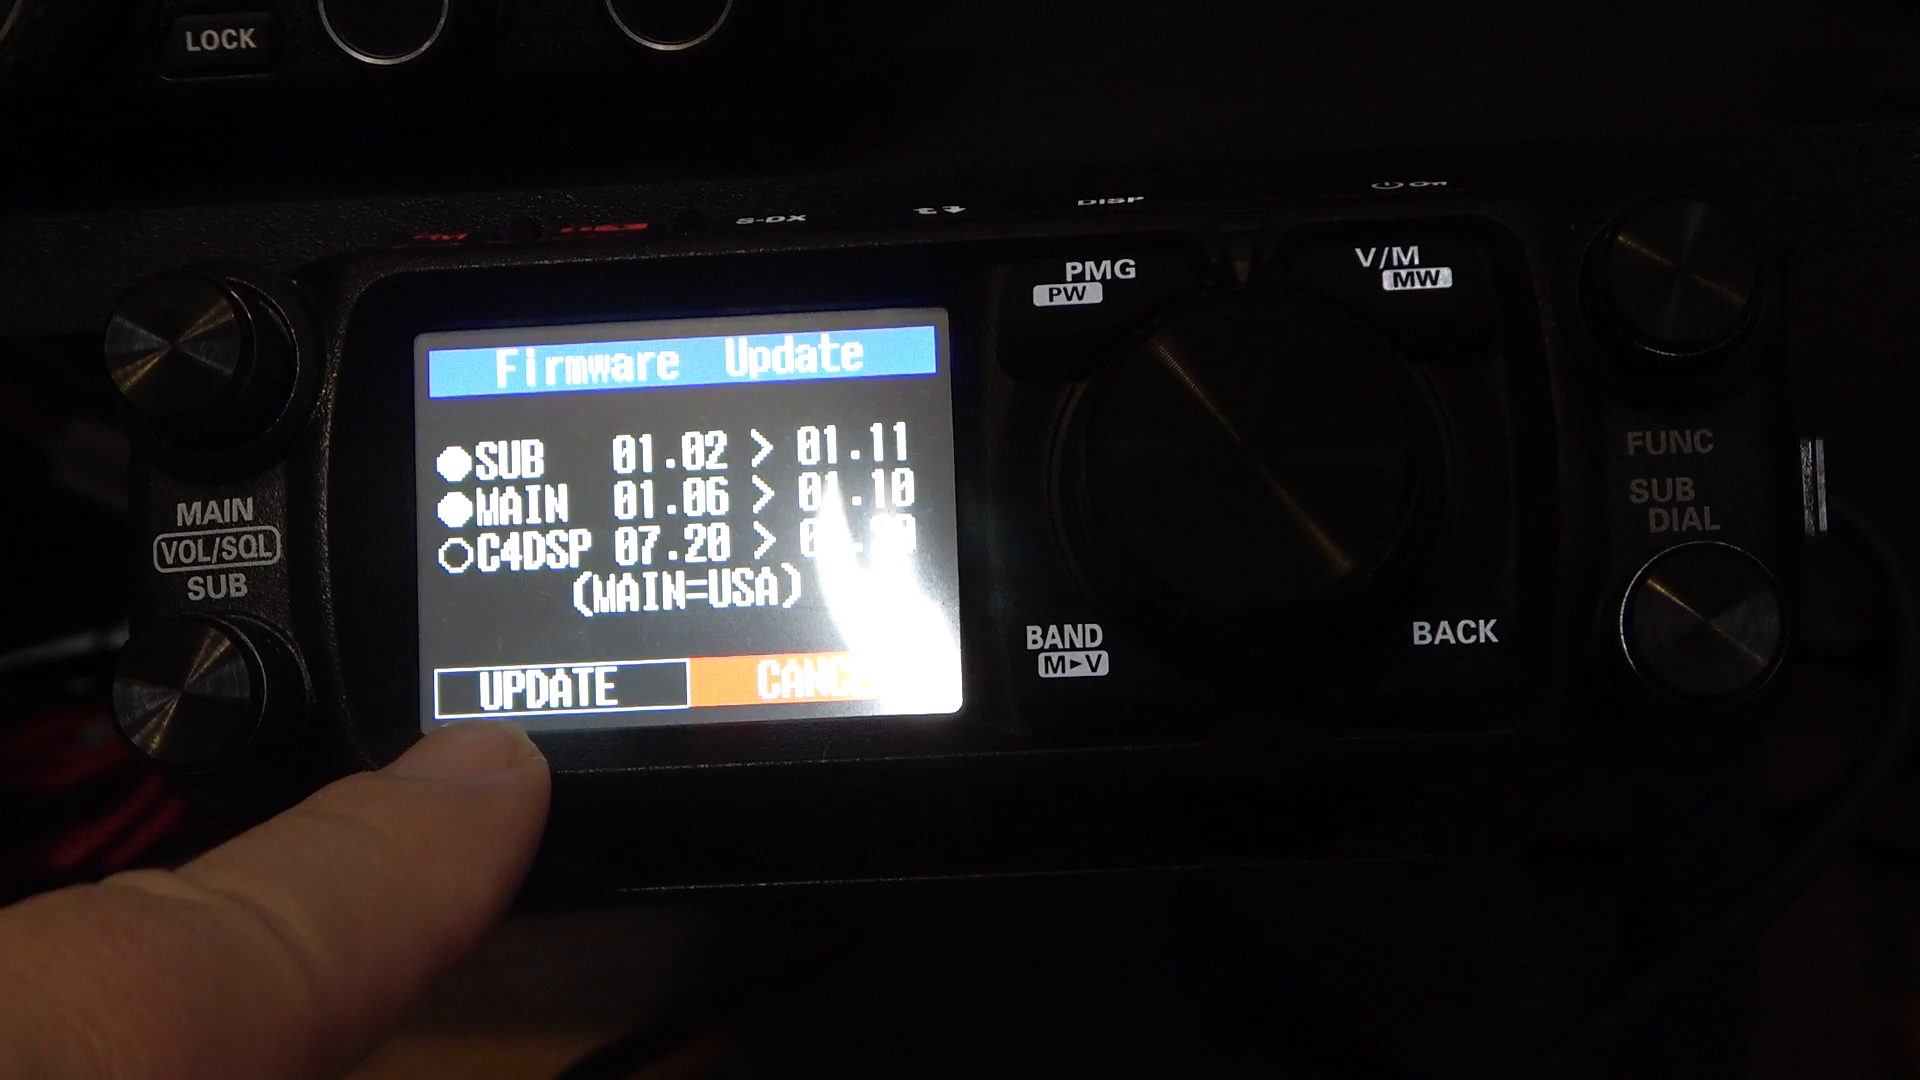 LOCK
S-DX
DISP
On
PMG
PW
V/M
MW
Firmware Update
SUB 01.02 > 01.11
MAIN 01.06 > 01.10
C4DSP 07.20 >
(MAIN=USA)
UPDATE
MAIN
VOL/SQL
SUB
BAND
M►V
BACK
FUNC
SUB
DIAL